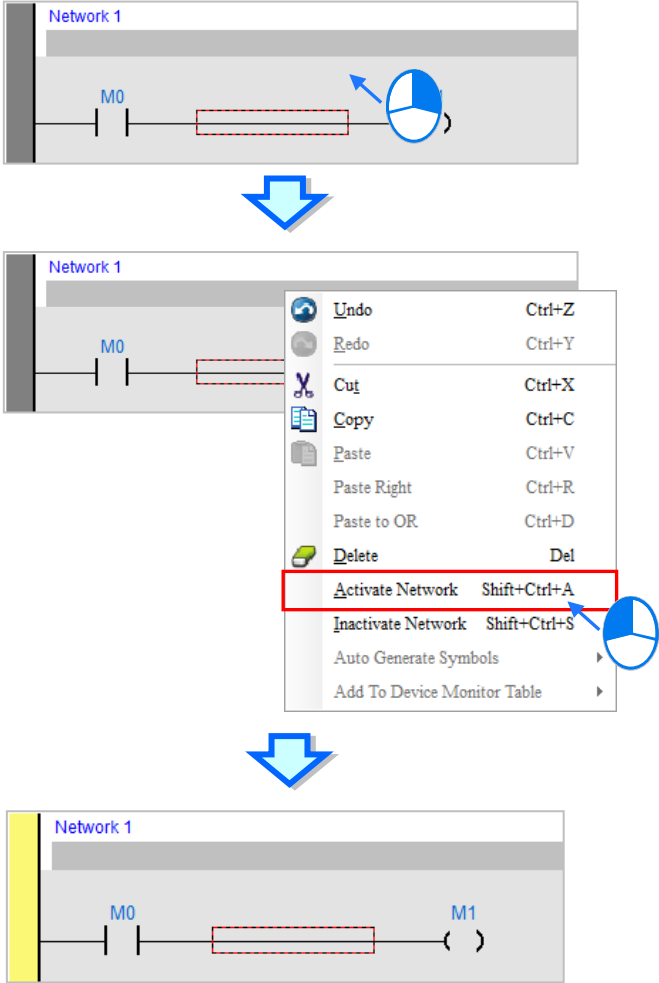 Network 1
M0
Network 1
M0
Undo Ctrl+Z
Redo Ctrl+Y
Cut Ctrl+X
Copy Ctrl+C
Paste Ctrl+V
Paste Right Ctrl+R
Paste to OR Ctrl+D
Delete Del
Activate Network Shift+Ctrl+A
Inactivate Network Shift+Ctrl+S
Auto Generate Symbols
Add To Device Monitor Table
Network 1
M0 M1